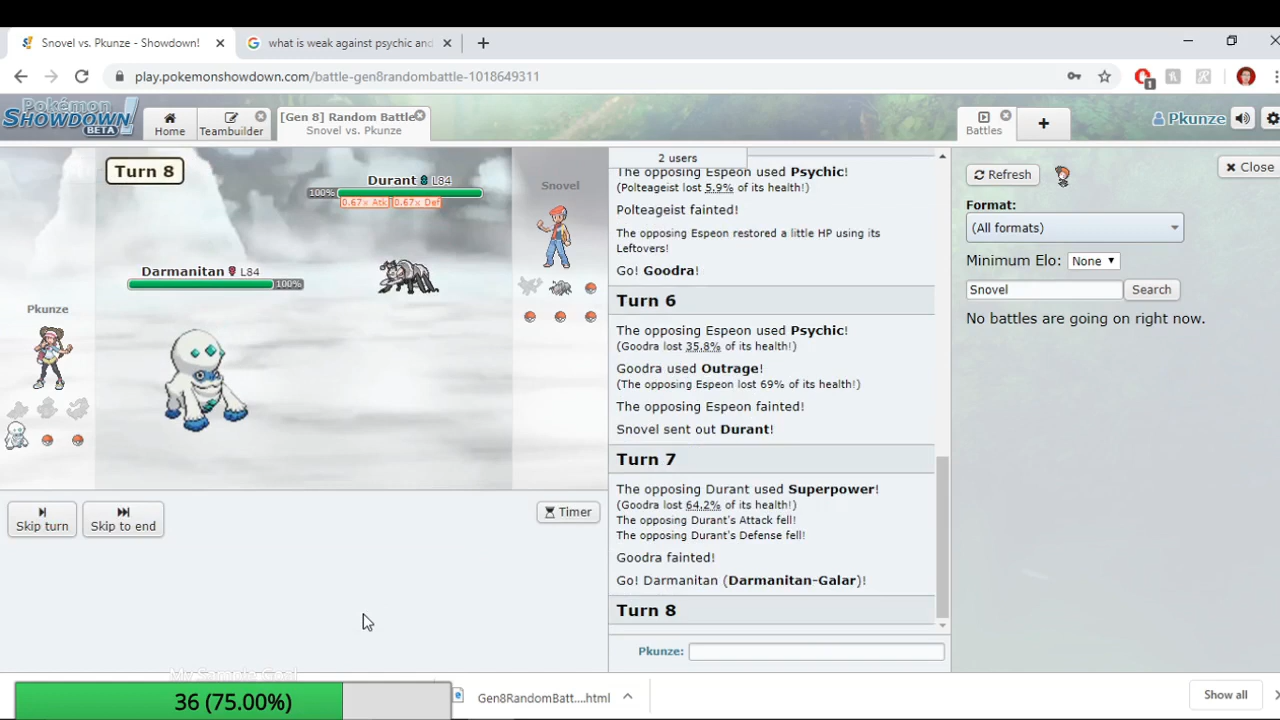 Snovel vs. Pkunze - Showdown!
what is weak against psychic and
play.pokemonshowdown.com/battle-gen8randombattle-1018649311
1
Pokémon
SHOWDOWN!
BETA
Home
Teambuilder
[Gen 8] Random Battle
Snovel vs. Pkunze
Battles
+
Pkunze
Turn 8
Durant L84
100%
0.67x Atk 0.67x Def
Snovel
Darmanitan L84
100%
Pkunze
Skip turn
Skip to end
Timer
2 users
The opposing Espeon used Psychic!
(Polteageist lost 5.9% of its health!)
Polteageist fainted!
The opposing Espeon restored a little HP using its
Leftovers!
Go! Goodra!
Turn 6
The opposing Espeon used Psychic!
(Goodra lost 35.8% of its health!)
Goodra used Outrage!
(The opposing Espeon lost 69% of its health!)
The opposing Espeon fainted!
Snovel sent out Durant!
Turn 7
The opposing Durant used Superpower!
(Goodra lost 64.2% of its health!)
The opposing Durant's Attack fell!
The opposing Durant's Defense fell!
Goodra fainted!
Go! Darmanitan (Darmanitan-Galar)!
Turn 8
Pkunze:
Refresh
Close
Format:
(All formats)
Minimum Elo: None
Snovel
Search
No battles are going on right now.
My Sample Goal
36 (75.00%)
Gen8RandomBatt....html
Show all